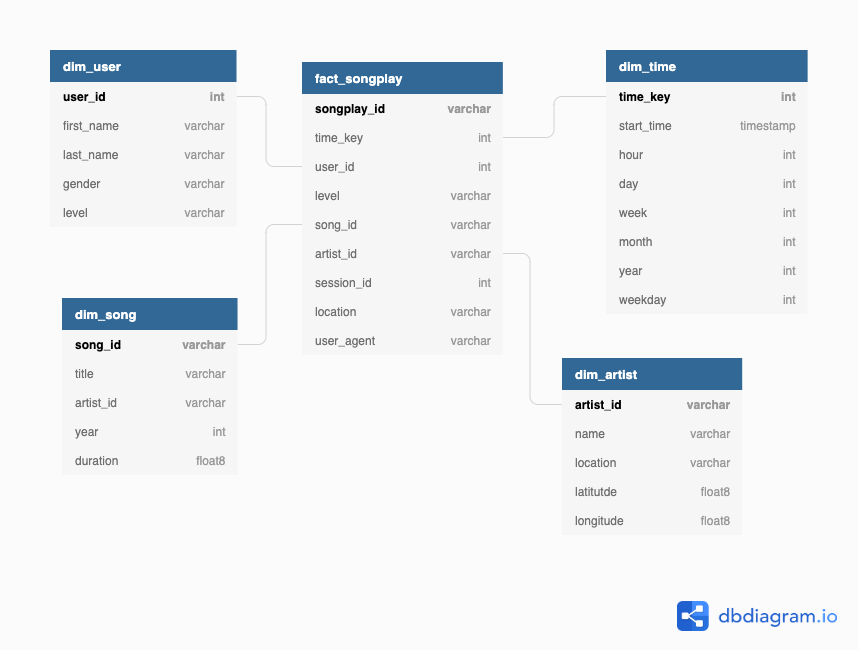 dim_user
user_id int
first_name varchar
last_name varchar
gender varchar
level varchar
fact_songplay
songplay_id varchar
time_key int
user_id int
level varchar
song_id varchar
artist_id varchar
session_id int
location varchar
user_agent varchar
dim_time
time_key int
start_time timestamp
hour int
day int
week int
month int
year int
weekday int
dim_song
song_id varchar
title varchar
artist_id varchar
year int
duration float8
dim_artist
artist_id varchar
name varchar
location varchar
latitutde float8
longitude float8
dbdiagram.io